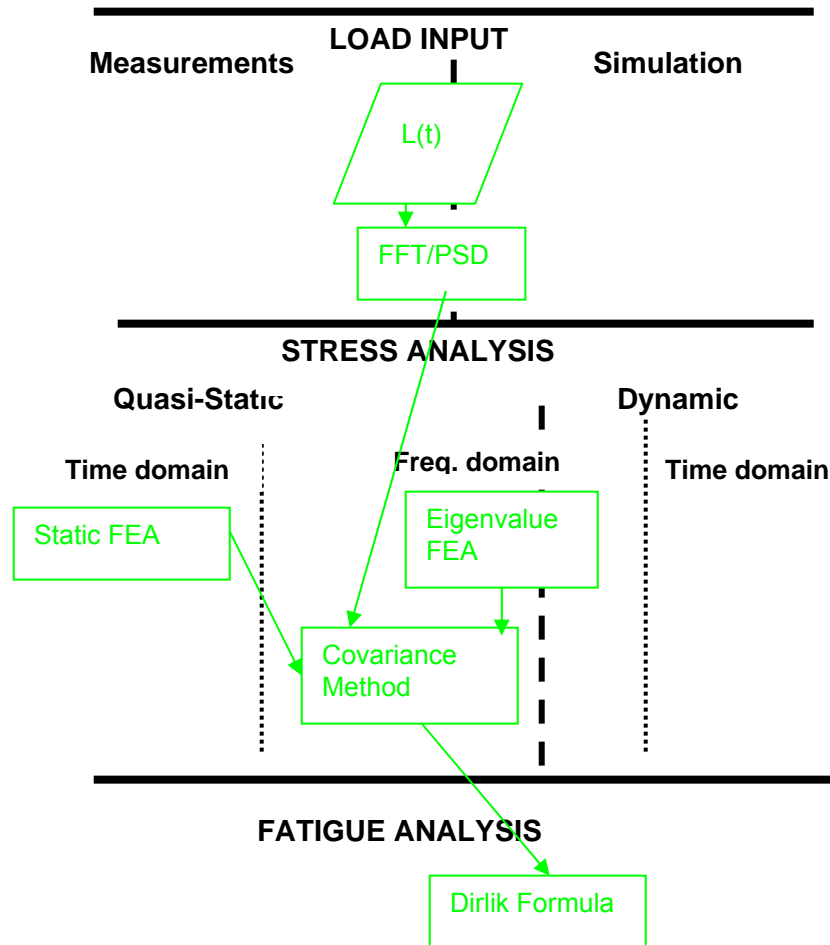 LOAD INPUT
Measurements
Simulation
L(t)
FFT/PSD
STRESS ANALYSIS
Quasi-Static
Dynamic
Time domain
Freq. domain
Time domain
Static FEA
Eigenvalue
FEA
Covariance
Method
FATIGUE ANALYSIS
Dirlik Formula